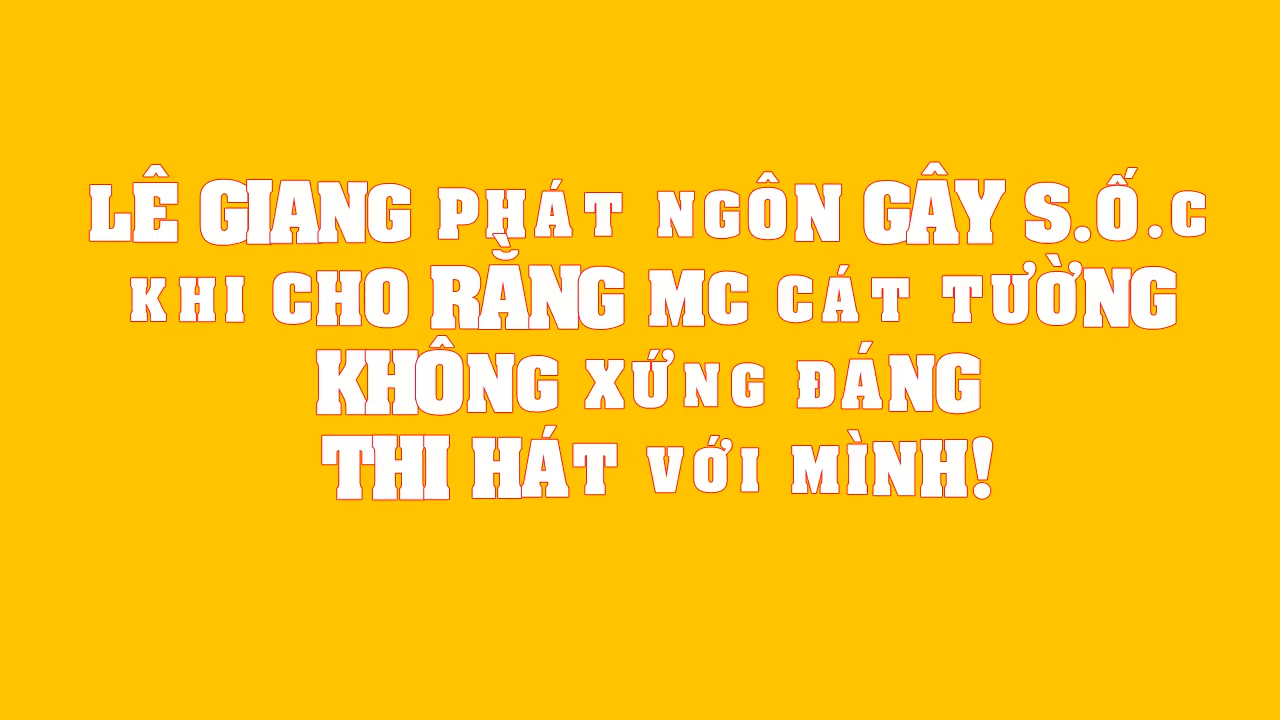 LÊ GIANG PHÁT NGÔN GÂY S.Ố.C
KHI CHO RẰNG MC CÁT TƯỜNG
KHÔNG XỨNG ĐÁNG
THI HÁT VỚI MÌNH!